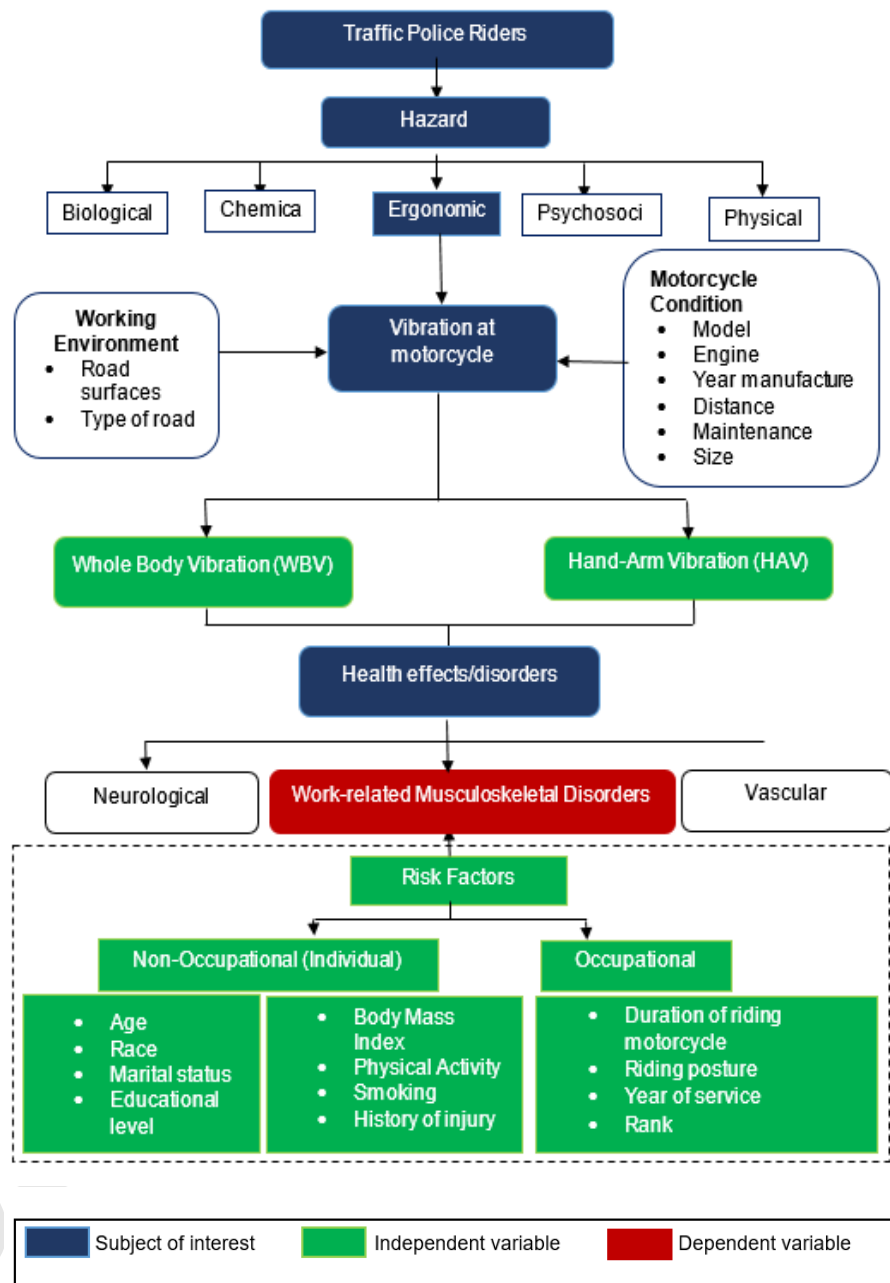 Traffic Police Riders
Hazard
Biological
Chemica
Ergonomic
Psychosoci
Physical
Working
Environment
• Road
surfaces
• Type of road
Vibration at
motorcycle
Motorcycle
Condition
• Model
• Engine
• Year manufacture
• Distance
• Maintenance
• Size
Whole Body Vibration (WBV)
Hand-Arm Vibration (HAV)
Health effects/disorders
Neurological
Work-related Musculoskeletal Disorders
Vascular
Risk Factors
Non-Occupational (Individual)
Occupational
• Age
• Race
• Marital status
• Educational
level
• Body Mass
Index
• Physical Activity
• Smoking
• History of injury
• Duration of riding
motorcycle
• Riding posture
• Year of service
• Rank
Subject of interest
Independent variable
Dependent variable